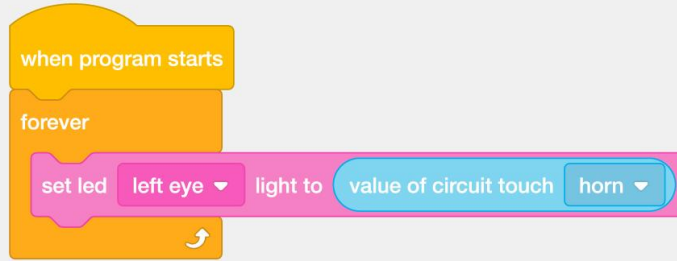 when program starts
forever
set led left eye light to value of circuit touch horn